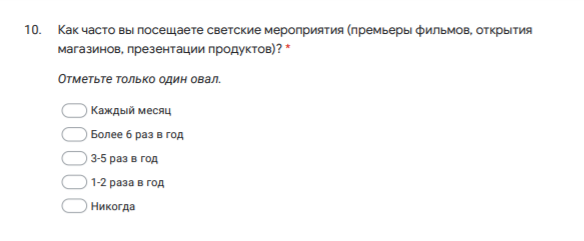 10. Как часто вы посещаете светские мероприятия (премьеры фильмов, открытия
магазинов, презентации продуктов)? *
Отметьте только один овал.
Каждый месяц
Более 6 раз в год
3-5 раз в год
1-2 раза в год
Никогда